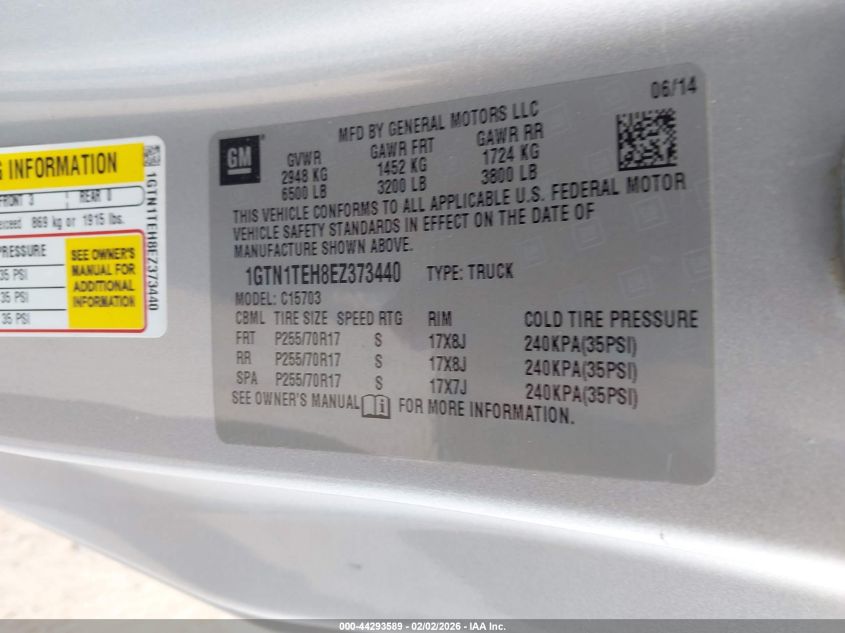 G INFORMATION
FRONT 3 REAR 0
exceed 869 kg or 1915 lbs.
PRESSURE
35 PSI
35 PSI
35 PSI
SEE OWNER'S
MANUAL FOR
ADDITIONAL
INFORMATION
1GTN1TEH8EZ373440
06/14
GM
MFD BY GENERAL MOTORS LLC
GVWR GAWR FRT GAWR RR
2948 KG 1452 KG 1724 KG
6500 LB 3200 LB 3800 LB
THIS VEHICLE CONFORMS TO ALL APPLICABLE U.S. FEDERAL MOTOR
VEHICLE SAFETY STANDARDS IN EFFECT ON THE DATE OF
MANUFACTURE SHOWN ABOVE.
1GTN1TEH8EZ373440 TYPE: TRUCK
MODEL: C15703
CBML TIRE SIZE SPEED RTG RIM COLD TIRE PRESSURE
FRT P255/70R17 S 17X8J 240KPA(35PSI)
RR P255/70R17 S 17X8J 240KPA(35PSI)
SPA P255/70R17 S 17X7J 240KPA(35PSI)
SEE OWNER'S MANUAL i FOR MORE INFORMATION.
000-44293589 - 02/02/2026 - IAA Inc.